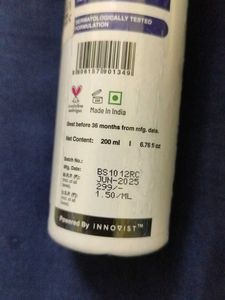 DERMATOLOGICALLY TESTED
FORMULATION
Made In India
Best before 36 months from mfg. date.
Net Content: 200 ml | 6.76 fl oz
Batch No.: BS1012RC
Mfg. Date: JUN-2025
M.R.P. (₹) 299/-
U.S.P. (₹) 1.50/ML
Powered By INNOVIST™